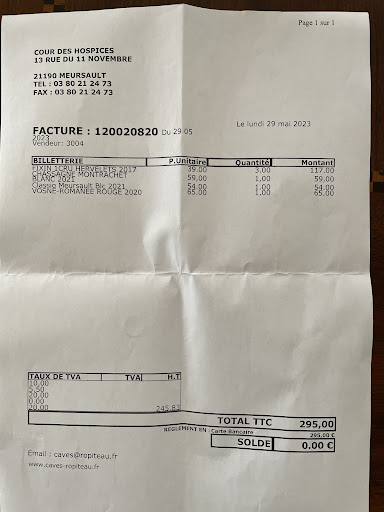 Page 1 sur 1
COUR DES HOSPICES
13 RUE DU 11 NOVEMBRE
21190 MEURSAULT
TEL : 03 80 21 24 73
FAX : 03 80 21 24 73
Le lundi 29 mai 2023
FACTURE : 120020820 Du 29 05
2023
Vendeur: 3004
BILLETTERIE P.Unitaire Quantité Montant
FIXIN 1CRU HERVELETS 2017 39,00 3,00 117,00
CHASSAGNE MONTRACHET
BLANC 2021 59,00 1,00 59,00
Classiq Meursault Blc 2021 54,00 1,00 54,00
VOSNE-ROMANEE ROUGE 2020 65,00 1,00 65,00
TAUX DE TVA TVA H.T
10,00
5,50
20,00
0,00
20,00 245,83
TOTAL TTC 295,00
REGLEMENT EN : Carte Bancaire 295,00 €
SOLDE 0.00 €
Email : caves@ropiteau.fr
www.caves-ropiteau.fr